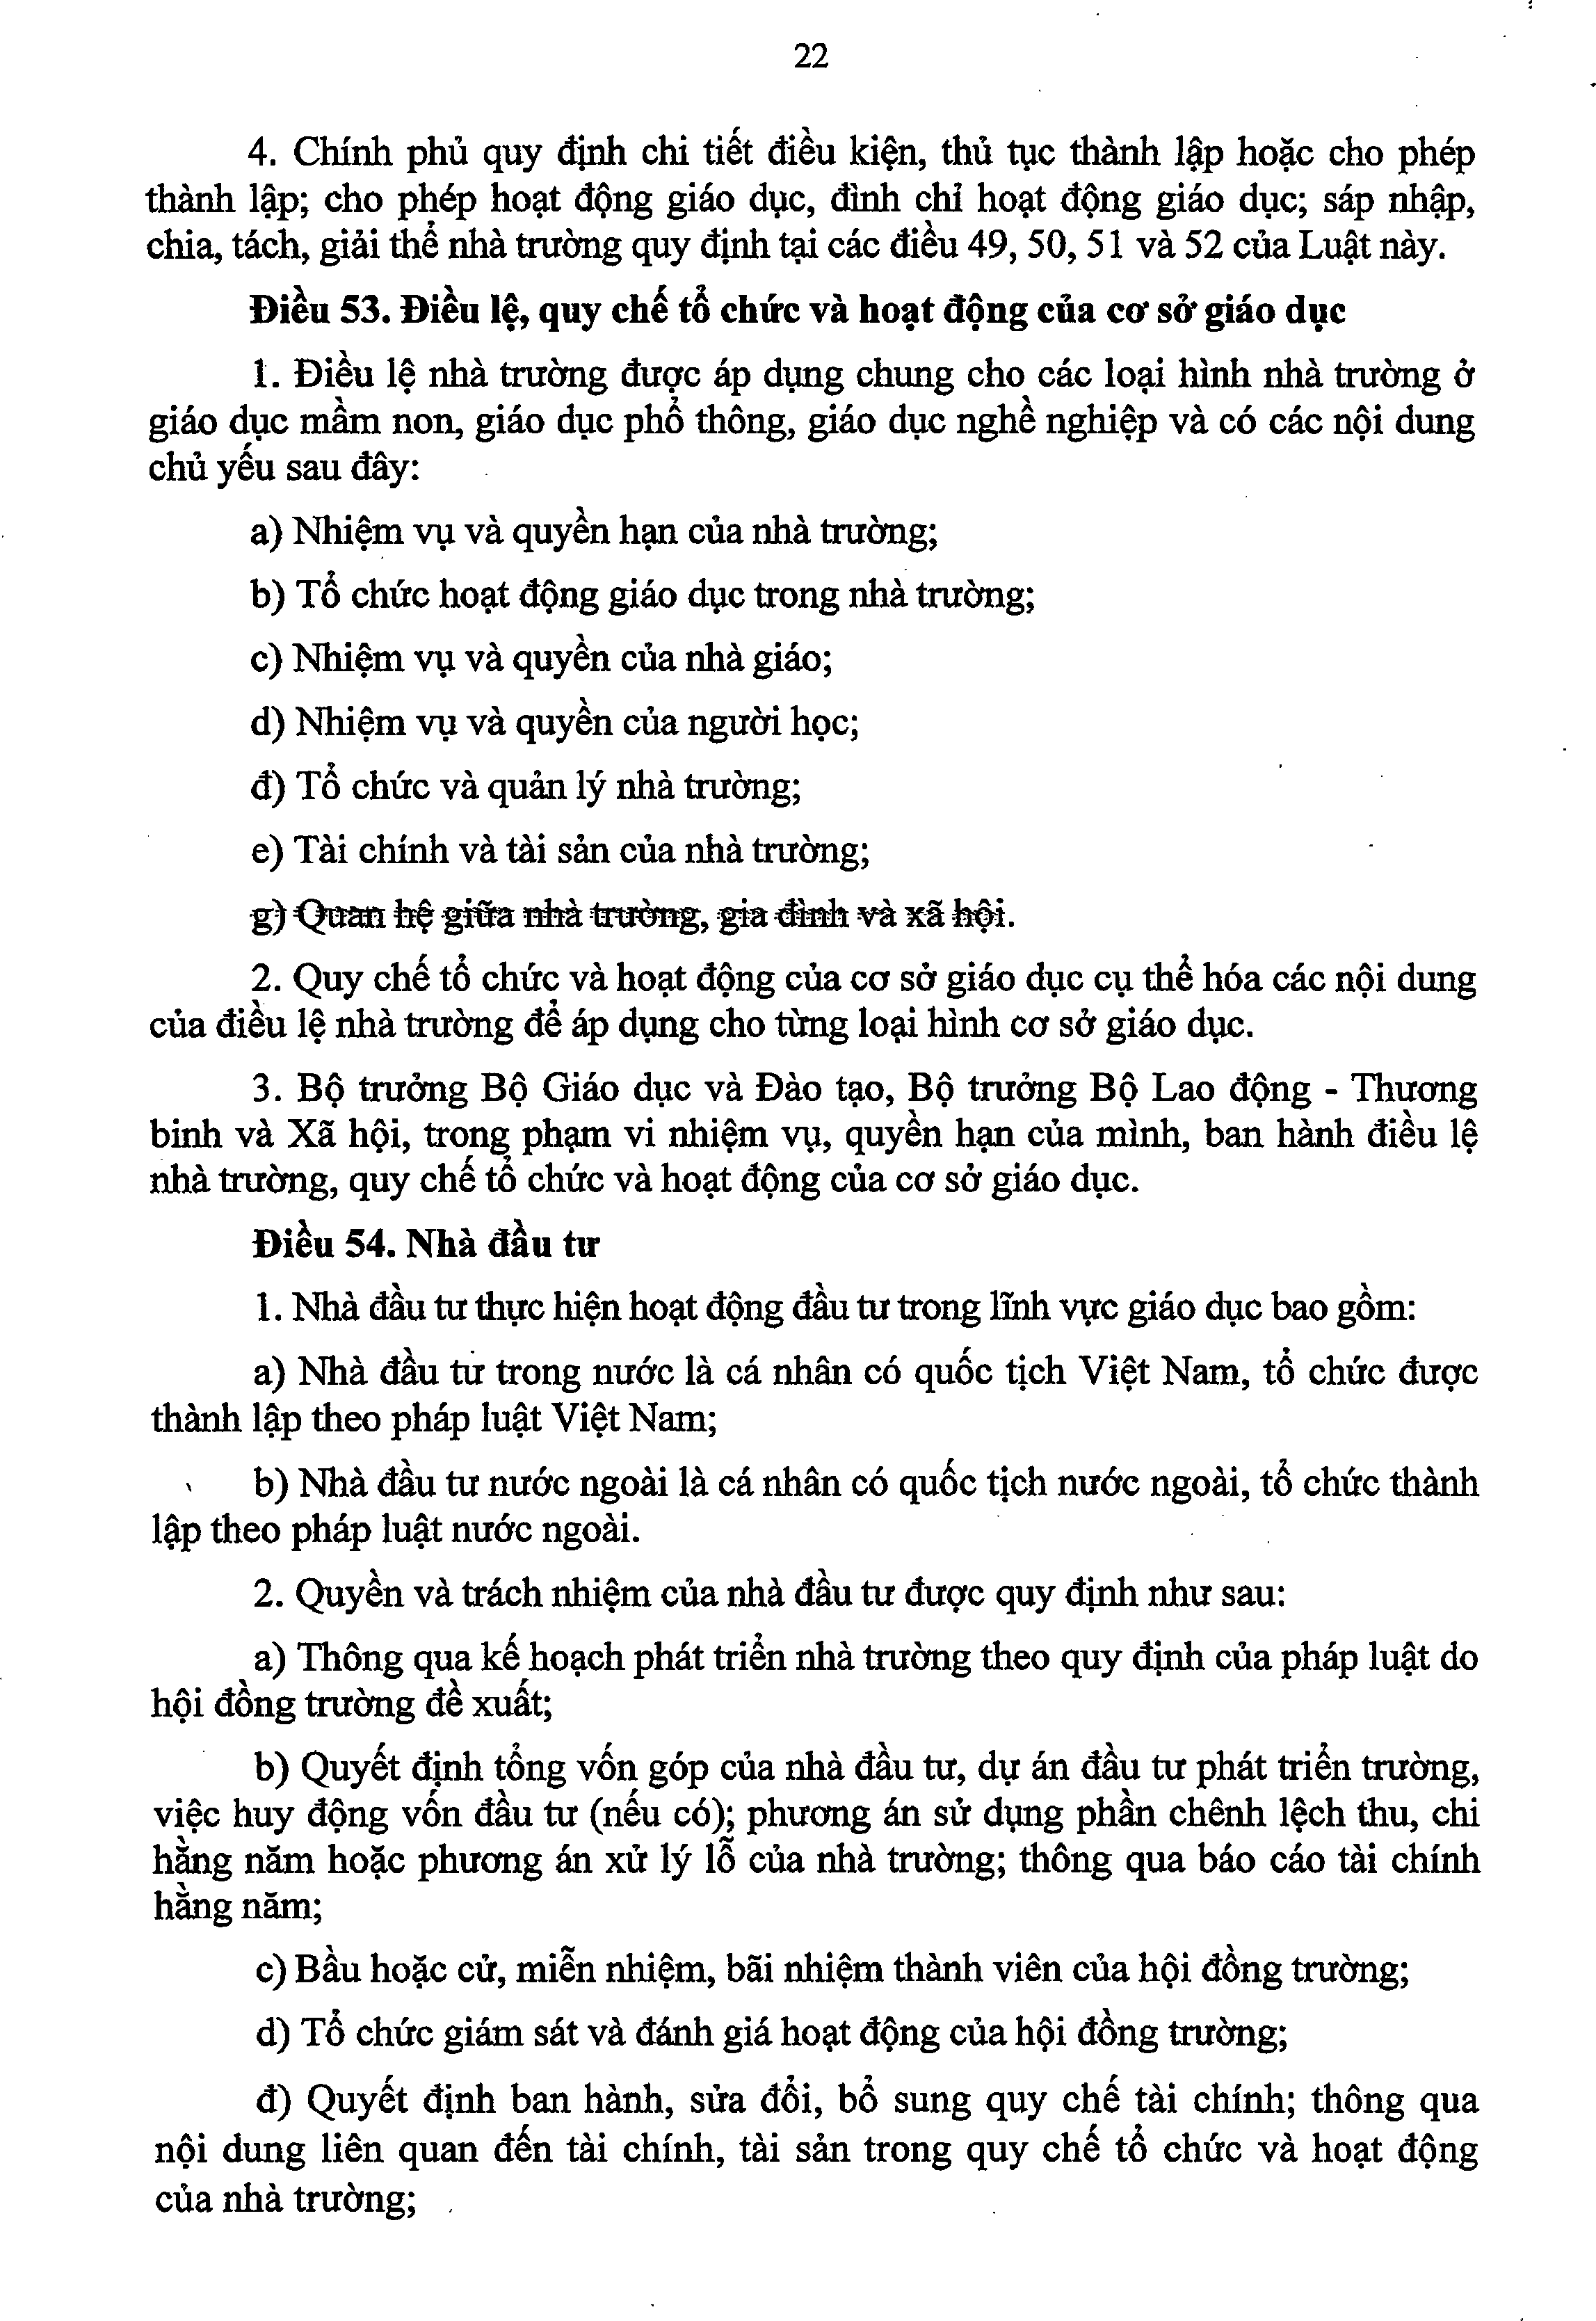 22
4. Chính phủ quy định chi tiết điều kiện, thủ tục thành lập hoặc cho phép
thành lập; cho phép hoạt động giáo dục, đình chỉ hoạt động giáo dục; sáp nhập,
chia, tách, giải thể nhà trường quy định tại các điều 49, 50, 51 và 52 của Luật này.
Điều 53. Điều lệ, quy chế tổ chức và hoạt động của cơ sở giáo dục
1. Điều lệ nhà trường được áp dụng chung cho các loại hình nhà trường ở
giáo dục mầm non, giáo dục phổ thông, giáo dục nghề nghiệp và có các nội dung
chủ yếu sau đây:
a) Nhiệm vụ và quyền hạn của nhà trường;
b) Tổ chức hoạt động giáo dục trong nhà trường;
c) Nhiệm vụ và quyền của nhà giáo;
d) Nhiệm vụ và quyền của người học;
đ) Tổ chức và quản lý nhà trường;
e) Tài chính và tài sản của nhà trường;
g) Quan hệ giữa nhà trường, gia đình và xã hội.
2. Quy chế tổ chức và hoạt động của cơ sở giáo dục cụ thể hóa các nội dung
của điều lệ nhà trường để áp dụng cho từng loại hình cơ sở giáo dục.
3. Bộ trưởng Bộ Giáo dục và Đào tạo, Bộ trưởng Bộ Lao động - Thương
binh và Xã hội, trong phạm vi nhiệm vụ, quyền hạn của mình, ban hành điều lệ
nhà trường, quy chế tổ chức và hoạt động của cơ sở giáo dục.
Điều 54. Nhà đầu tư
1. Nhà đầu tư thực hiện hoạt động đầu tư trong lĩnh vực giáo dục bao gồm:
a) Nhà đầu tư trong nước là cá nhân có quốc tịch Việt Nam, tổ chức được
thành lập theo pháp luật Việt Nam;
b) Nhà đầu tư nước ngoài là cá nhân có quốc tịch nước ngoài, tổ chức thành
lập theo pháp luật nước ngoài.
2. Quyền và trách nhiệm của nhà đầu tư được quy định như sau:
a) Thông qua kế hoạch phát triển nhà trường theo quy định của pháp luật do
hội đồng trường đề xuất;
b) Quyết định tổng vốn góp của nhà đầu tư, dự án đầu tư phát triển trường,
việc huy động vốn đầu tư (nếu có); phương án sử dụng phần chênh lệch thu, chi
hằng năm hoặc phương án xử lý lỗ của nhà trường; thông qua báo cáo tài chính
hằng năm;
c) Bầu hoặc cử, miễn nhiệm, bãi nhiệm thành viên của hội đồng trường;
d) Tổ chức giám sát và đánh giá hoạt động của hội đồng trường;
đ) Quyết định ban hành, sửa đổi, bổ sung quy chế tài chính; thông qua
nội dung liên quan đến tài chính, tài sản trong quy chế tổ chức và hoạt động
của nhà trường;